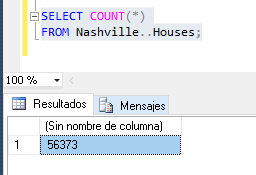 SELECT COUNT(*)
FROM Nashville..Houses;
100 %
Resultados Mensajes
(Sin nombre de columna)
1 56373